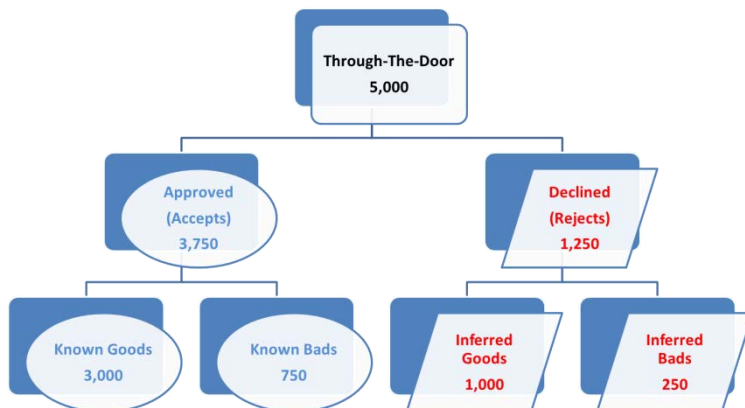 Through-The-Door
5,000
Approved
(Accepts)
3,750
Declined
(Rejects)
1,250
Known Goods
3,000
Known Bads
750
Inferred
Goods
1,000
Inferred
Bads
250